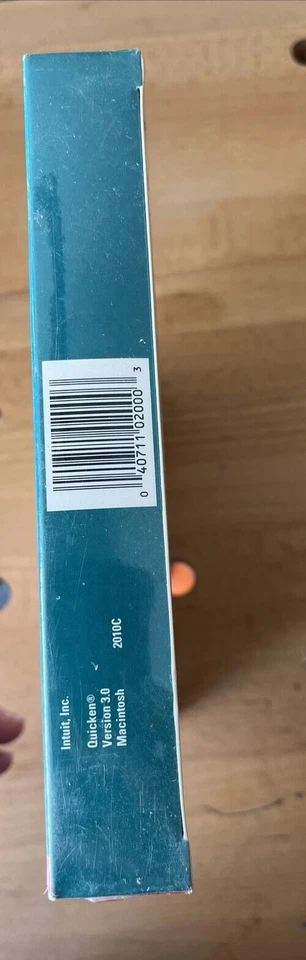 Intuit, Inc.
Quicken®
Version 3.0
Macintosh
2010C
0 40711 02000 3